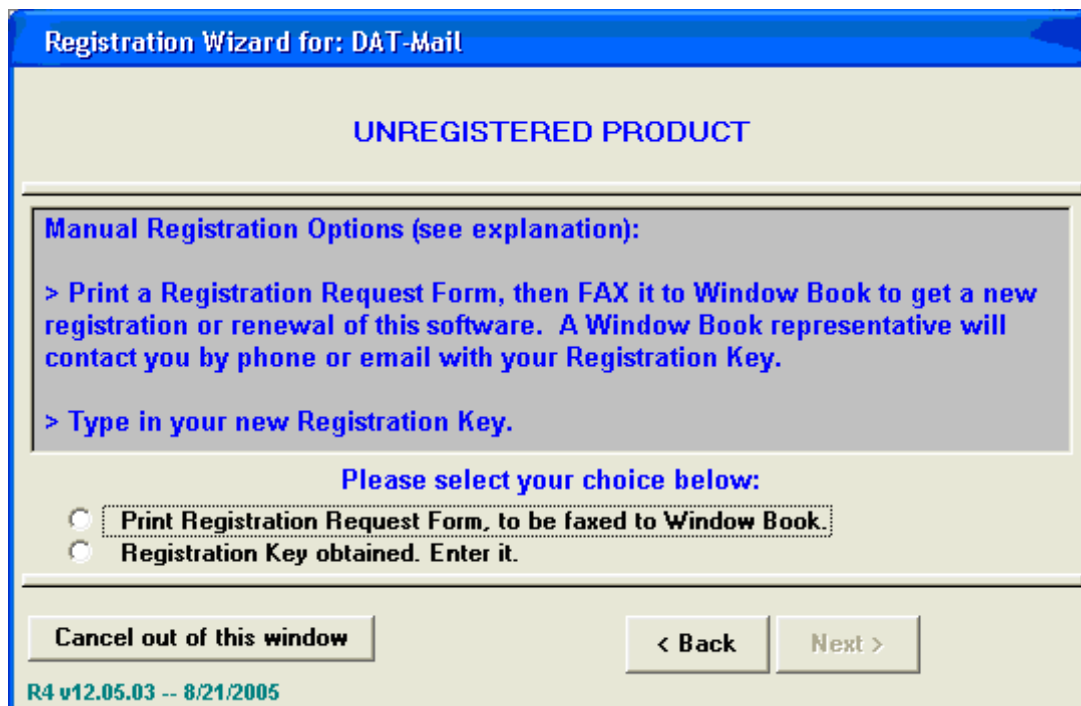 Registration Wizard for: DAT-Mail
UNREGISTERED PRODUCT
Manual Registration Options (see explanation):
> Print a Registration Request Form, then FAX it to Window Book to get a new
registration or renewal of this software.  A Window Book representative will
contact you by phone or email with your Registration Key.
> Type in your new Registration Key.
Please select your choice below:
Print Registration Request Form, to be faxed to Window Book.
Registration Key obtained. Enter it.
Cancel out of this window
< Back
Next >
R4 v12.05.03 -- 8/21/2005